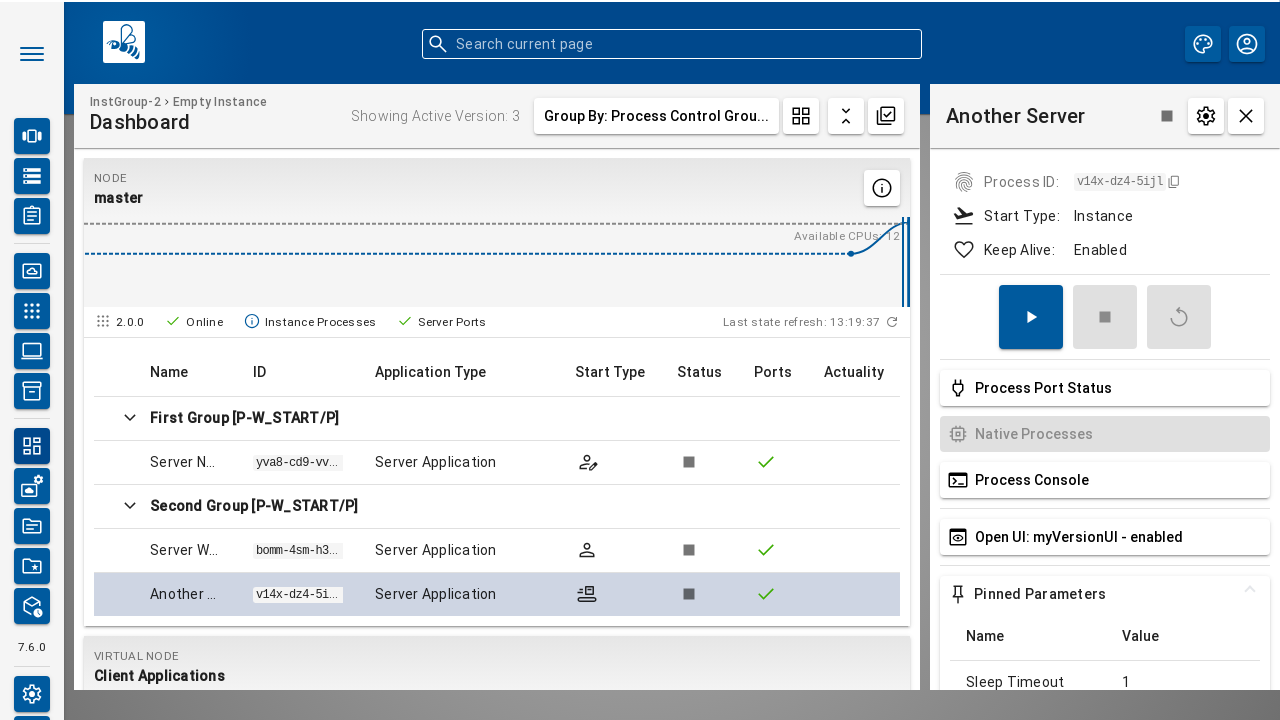 Search current page
InstGroup-2 › Empty Instance
Dashboard
Showing Active Version: 3
Group By: Process Control Grou...
NODE
master
Available CPUs: 12
2.0.0
Online
Instance Processes
Server Ports
Last state refresh: 13:19:37
Name ID Application Type Start Type Status Ports Actuality
First Group [P-W_START/P]
Server N... yva8-cd9-vv... Server Application
Second Group [P-W_START/P]
Server W... bomm-4sm-h3... Server Application
Another ... v14x-dz4-5i... Server Application
VIRTUAL NODE
Client Applications
7.6.0
Another Server
Process ID: v14x-dz4-5ijl
Start Type: Instance
Keep Alive: Enabled
Process Port Status
Native Processes
Process Console
Open UI: myVersionUI - enabled
Pinned Parameters
Name Value
Sleep Timeout 1